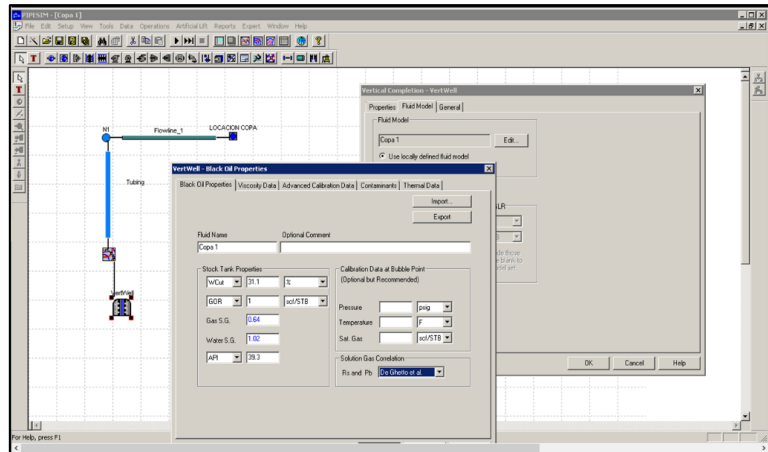 PIPESIM - [Copa 1]
File Edit Setup View Tools Data Operations Artificial Lift Reports Expert Window Help
Vertical Completion - VertWell
Properties Fluid Model General
Fluid Model
Copa 1 Edit...
Use locally defined fluid model
N1 Flowline_1 LOCACION COPA
Tubing
VertWell
VertWell - Black Oil Properties
Black Oil Properties Viscosity Data Advanced Calibration Data Contaminants Thermal Data
Import...
Export
Fluid Name Optional Comment
Copa 1
Stock Tank Properties
WCut 31.1 %
GOR 1 scf/STB
Gas S.G. 0.64
Water S.G. 1.02
API 39.3
Calibration Data at Bubble Point
(Optional but Recommended)
Pressure psig
Temperature F
Sat. Gas scf/STB
Solution Gas Correlation
Rs and Pb De Ghetto et al.
GLR
OK Cancel Help
For Help, press F1